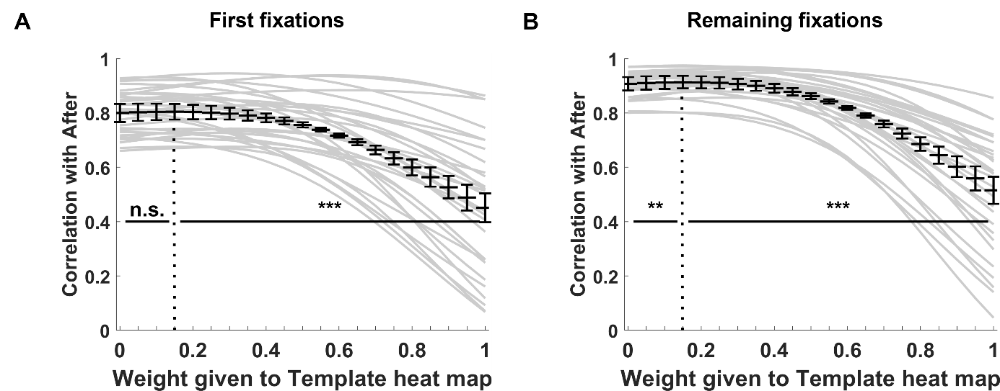 A
First fixations
Correlation with After
1
0.8
0.6
0.4
0.2
0
n.s.
***
0 0.2 0.4 0.6 0.8 1
Weight given to Template heat map
B
Remaining fixations
Correlation with After
1
0.8
0.6
0.4
0.2
0
**
***
0 0.2 0.4 0.6 0.8 1
Weight given to Template heat map